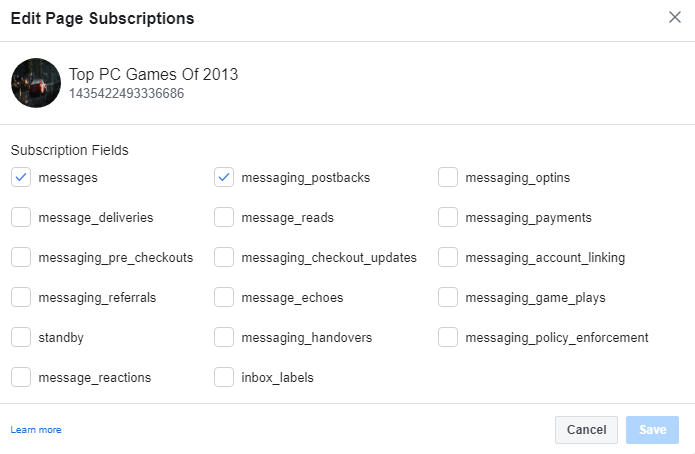 Edit Page Subscriptions
Top PC Games Of 2013
1435422493336686
Subscription Fields
messages messaging_postbacks messaging_optins
message_deliveries message_reads messaging_payments
messaging_pre_checkouts messaging_checkout_updates messaging_account_linking
messaging_referrals message_echoes messaging_game_plays
standby messaging_handovers messaging_policy_enforcement
message_reactions inbox_labels
Learn more Cancel Save